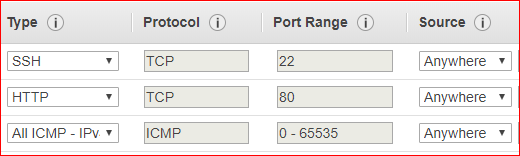 Type i Protocol i Port Range i Source i
SSH TCP 22 Anywhere
HTTP TCP 80 Anywhere
All ICMP - IPv ICMP 0 - 65535 Anywhere